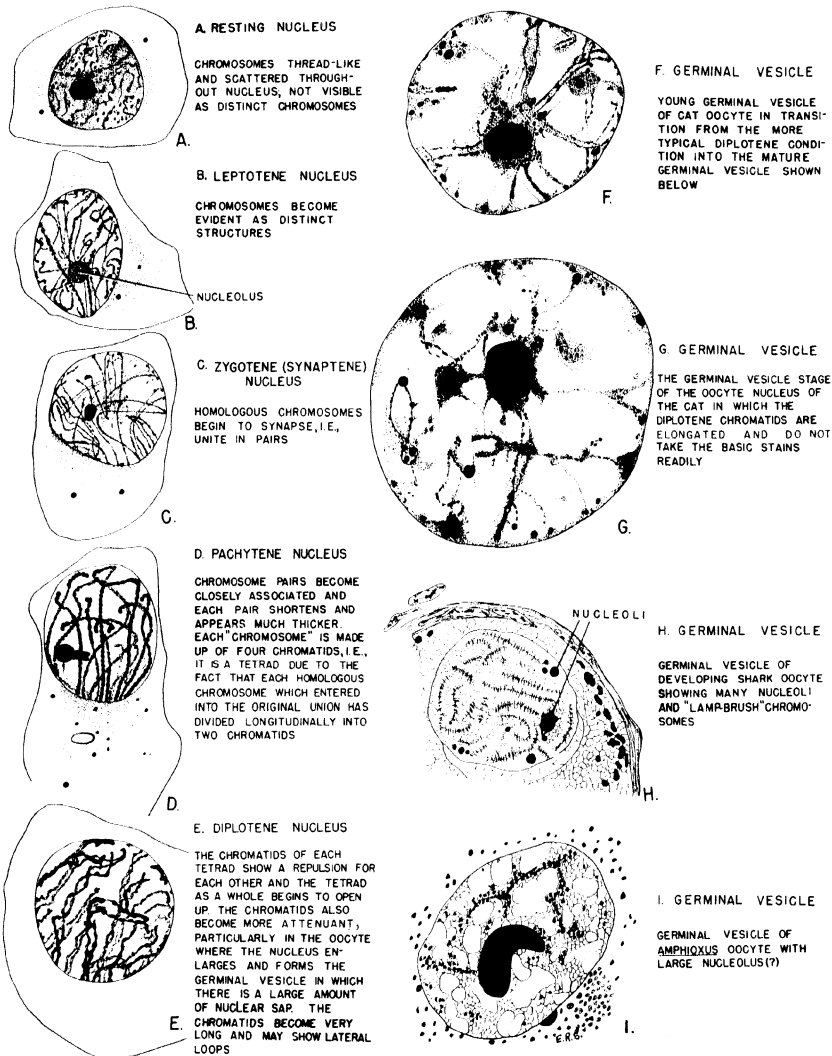 A. RESTING NUCLEUS
CHROMOSOMES THREAD-LIKE
AND SCATTERED THROUGH-
OUT NUCLEUS, NOT VISIBLE
AS DISTINCT CHROMOSOMES
A.
B. LEPTOTENE NUCLEUS
CHROMOSOMES BECOME
EVIDENT AS DISTINCT
STRUCTURES
NUCLEOLUS
B.
C. ZYGOTENE (SYNAPTENE)
NUCLEUS
HOMOLOGOUS CHROMOSOMES
BEGIN TO SYNAPSE, I.E.,
UNITE IN PAIRS
C.
D. PACHYTENE NUCLEUS
CHROMOSOME PAIRS BECOME
CLOSELY ASSOCIATED AND
EACH PAIR SHORTENS AND
APPEARS MUCH THICKER.
EACH "CHROMOSOME" IS MADE
UP OF FOUR CHROMATIDS, I.E.,
IT IS A TETRAD DUE TO THE
FACT THAT EACH HOMOLOGOUS
CHROMOSOME WHICH ENTERED
INTO THE ORIGINAL UNION HAS
DIVIDED LONGITUDINALLY INTO
TWO CHROMATIDS
D.
E. DIPLOTENE NUCLEUS
THE CHROMATIDS OF EACH
TETRAD SHOW A REPULSION FOR
EACH OTHER AND THE TETRAD
AS A WHOLE BEGINS TO OPEN
UP. THE CHROMATIDS ALSO
BECOME MORE ATTENUANT,
PARTICULARLY IN THE OOCYTE
WHERE THE NUCLEUS EN-
LARGES AND FORMS THE
GERMINAL VESICLE IN WHICH
THERE IS A LARGE AMOUNT
OF NUCLEAR SAP. THE
CHROMATIDS BECOME VERY
LONG AND MAY SHOW LATERAL
LOOPS
E.
F. GERMINAL VESICLE
YOUNG GERMINAL VESICLE
OF CAT OOCYTE IN TRANSI-
TION FROM THE MORE
TYPICAL DIPLOTENE CONDI-
TION INTO THE MATURE
GERMINAL VESICLE SHOWN
BELOW
F.
G. GERMINAL VESICLE
THE GERMINAL VESICLE STAGE
OF THE OOCYTE NUCLEUS OF
THE CAT IN WHICH THE
DIPLOTENE CHROMATIDS ARE
ELONGATED AND DO NOT
TAKE THE BASIC STAINS
READILY
G.
NUCLEOLI
H. GERMINAL VESICLE
GERMINAL VESICLE OF
DEVELOPING SHARK OOCYTE
SHOWING MANY NUCLEOLI
AND "LAMP-BRUSH" CHROMO-
SOMES
H.
I. GERMINAL VESICLE
GERMINAL VESICLE OF
AMPHIOXUS OOCYTE WITH
LARGE NUCLEOLUS(?)
I.